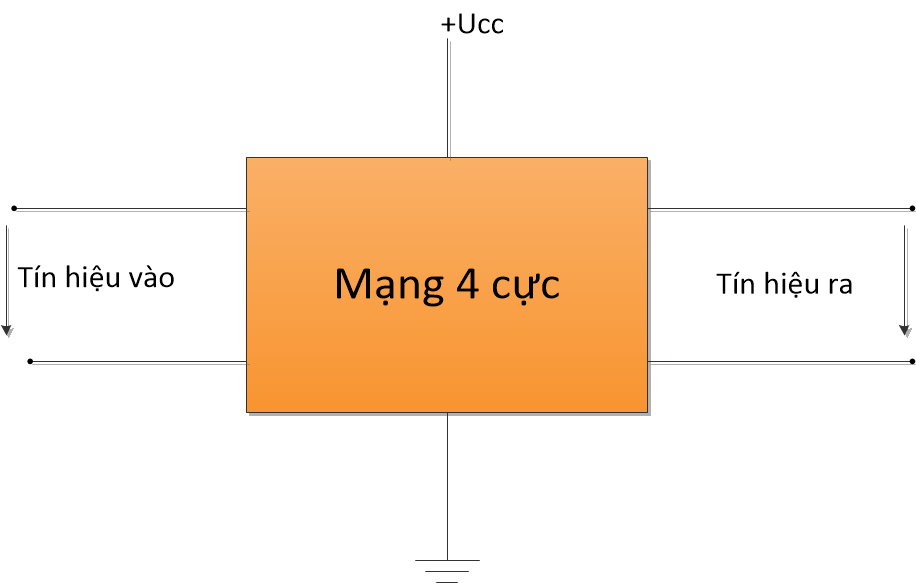 +Ucc
Tín hiệu vào
Mạng 4 cực
Tín hiệu ra